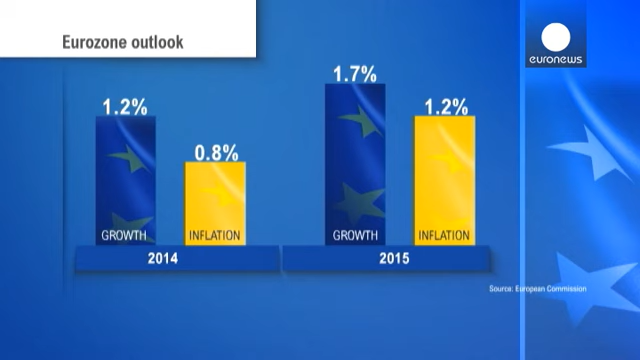 Eurozone outlook
euronews
1.2%
0.8%
1.7%
1.2%
GROWTH
INFLATION
GROWTH
INFLATION
2014
2015
Source: European Commission